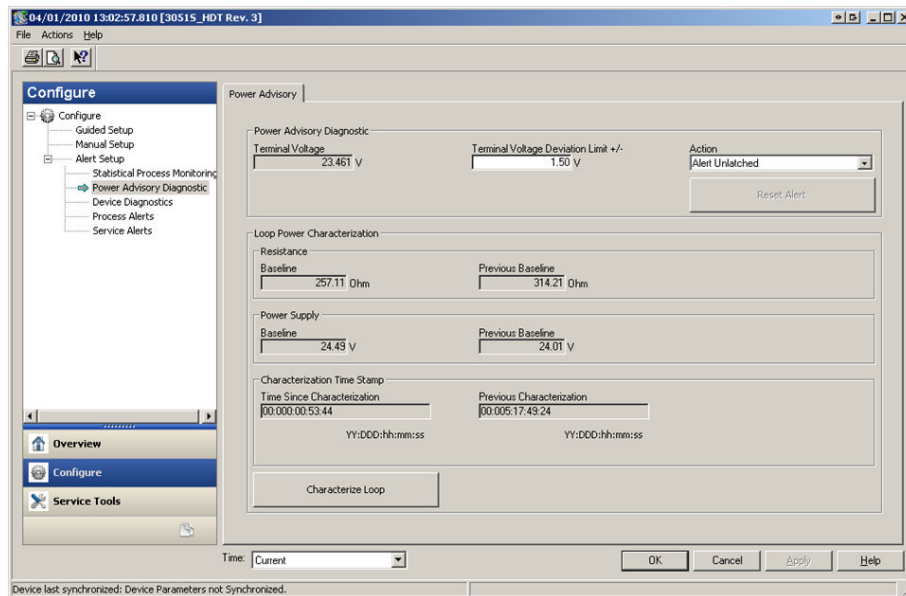 04/01/2010 13:02:57.810 [3051S_HDT Rev. 3]
File Actions Help
Configure
Configure
Guided Setup
Manual Setup
Alert Setup
Statistical Process Monitoring
Power Advisory Diagnostic
Device Diagnostics
Process Alerts
Service Alerts
Overview
Configure
Service Tools
Power Advisory
Power Advisory Diagnostic
Terminal Voltage
23.461 V
Terminal Voltage Deviation Limit +/-
1.50 V
Action
Alert Unlatched
Reset Alert
Loop Power Characterization
Resistance
Baseline
257.11 Ohm
Previous Baseline
314.21 Ohm
Power Supply
Baseline
24.49 V
Previous Baseline
24.01 V
Characterization Time Stamp
Time Since Characterization
00:000:00:53:44
YY:DDD:hh:mm:ss
Previous Characterization
00:005:17:49:24
YY:DDD:hh:mm:ss
Characterize Loop
Time: Current
OK Cancel Apply Help
Device last synchronized: Device Parameters not Synchronized.